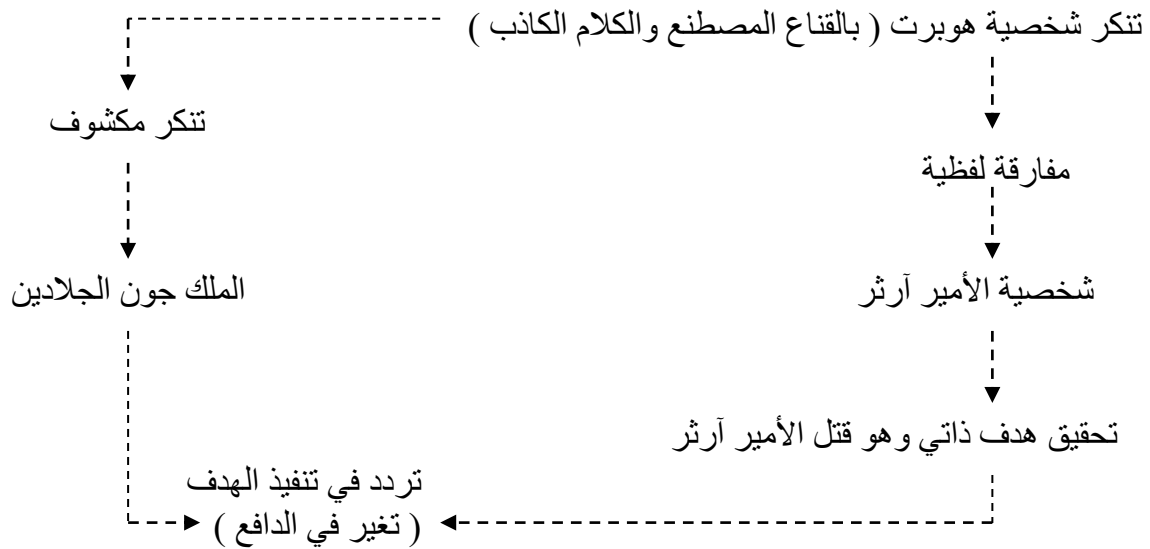 تنكر شخصية هوبرت ( بالقناع المصطنع والكلام الكاذب )
تنكر مكشوف
مفارقة لفظية
شخصية الأمير آرثر
الملك جون الجلادين
تحقيق هدف ذاتي وهو قتل الأمير آرثر
تردد في تنفيذ الهدف
( تغير في الدافع )